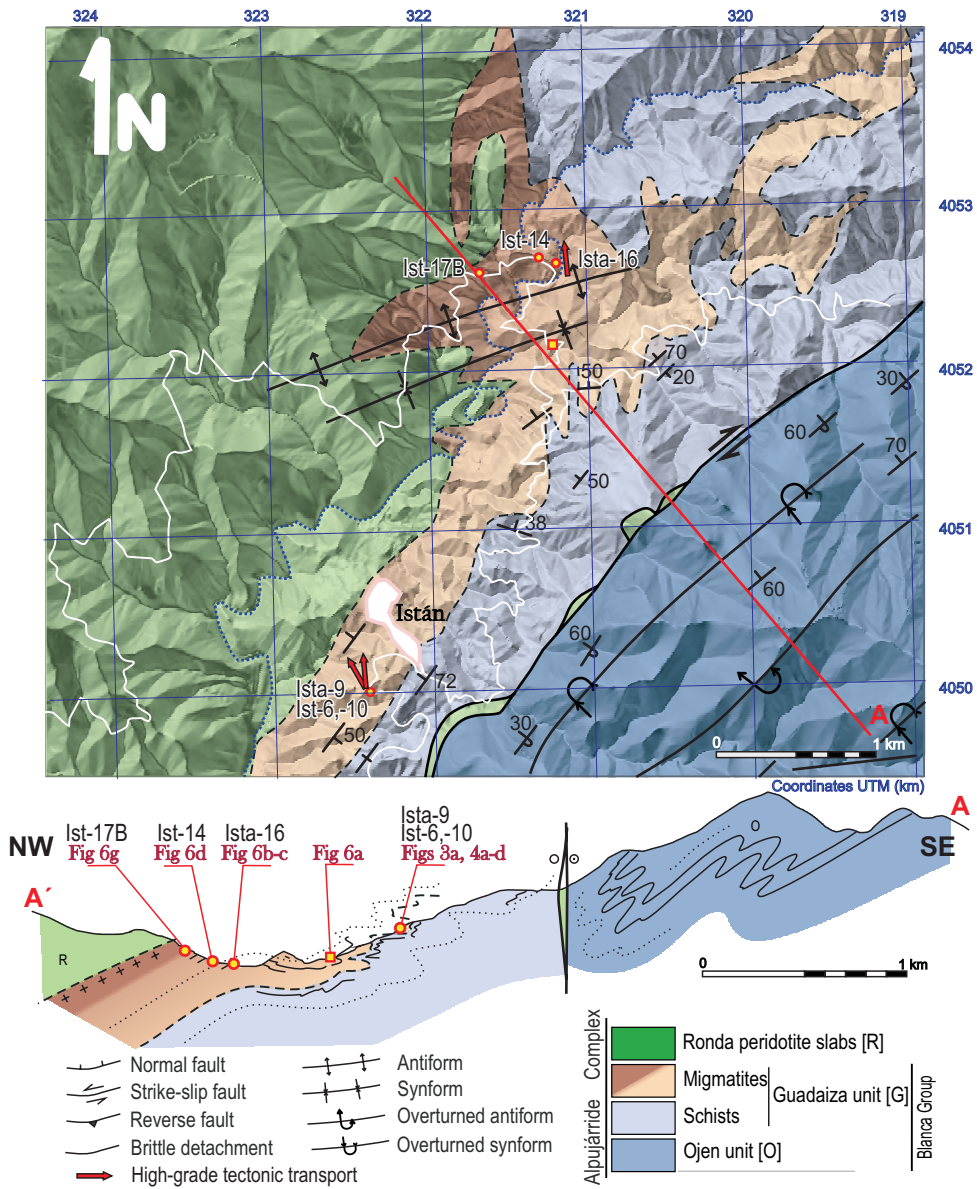 324 323 322 321 320 319
4054
N
4053
Ist-14
Ist-17B
Ista-16
70
50
20
4052
30
60
70
50
4051
38
60
Istán
60
72
Ista-9
Ist-6,-10
4050
50
30
A
0 1 km
Coordinates UTM (km)
NW
Ist-17B
Fig 6g
Ist-14
Fig 6d
Ista-16
Fig 6b-c
Fig 6a
Ista-9
Ist-6,-10
Figs 3a, 4a-d
A
SE
A´
R
O
0 1 km
Normal fault
Strike-slip fault
Reverse fault
Brittle detachment
High-grade tectonic transport
Antiform
Synform
Overturned antiform
Overturned synform
Alpujárride Complex
Ronda peridotite slabs [R]
Migmatites
Schists
Guadaiza unit [G]
Ojen unit [O]
Blanca Group